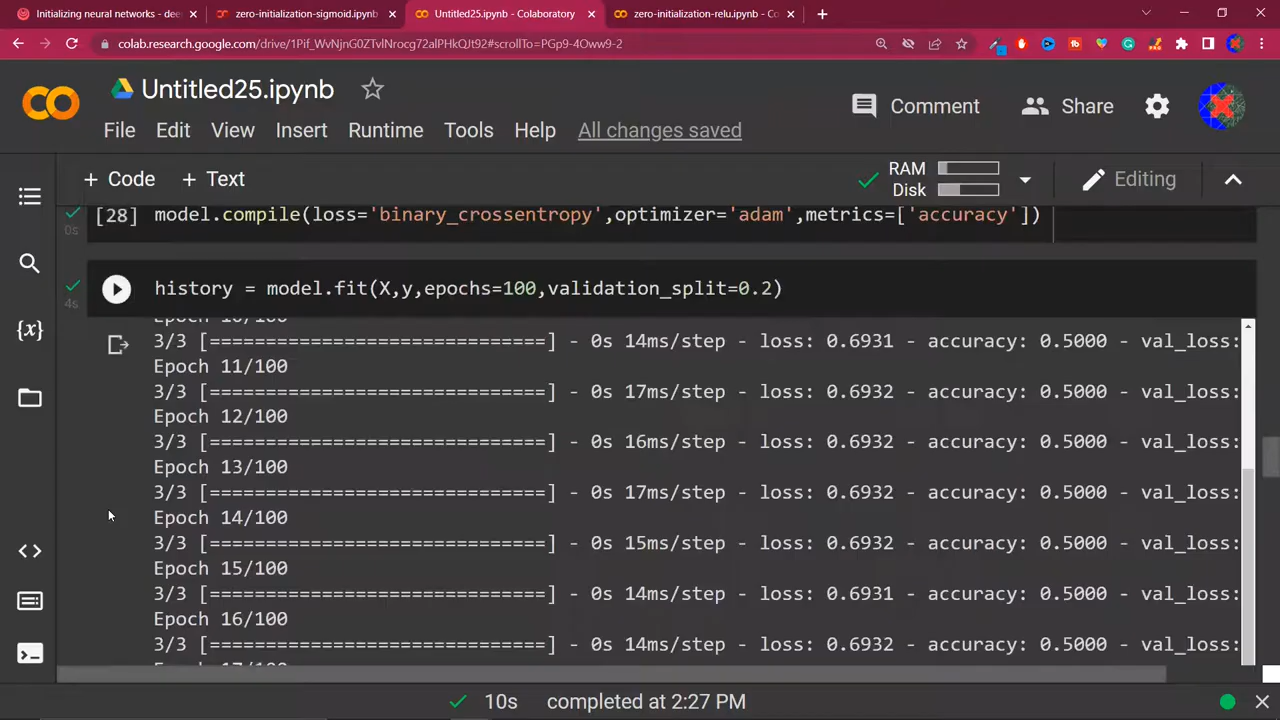 Initializing neural networks - dee
zero-initialization-sigmoid.ipynb
Untitled25.ipynb - Colaboratory
zero-initialization-relu.ipynb - Co
colab.research.google.com/drive/1Pif_WvNjnG0ZTvlNrocg72alPHkQJt92#scrollTo=PGp9-4Oww9-2
Untitled25.ipynb
Comment
Share
File Edit View Insert Runtime Tools Help All changes saved
+ Code + Text
RAM
Disk
Editing
[28] model.compile(loss='binary_crossentropy',optimizer='adam',metrics=['accuracy'])
0s
history = model.fit(X,y,epochs=100,validation_split=0.2)
4s
Epoch 10/100
3/3 [==============================] - 0s 14ms/step - loss: 0.6931 - accuracy: 0.5000 - val_loss:
Epoch 11/100
3/3 [==============================] - 0s 17ms/step - loss: 0.6932 - accuracy: 0.5000 - val_loss:
Epoch 12/100
3/3 [==============================] - 0s 16ms/step - loss: 0.6932 - accuracy: 0.5000 - val_loss:
Epoch 13/100
3/3 [==============================] - 0s 17ms/step - loss: 0.6932 - accuracy: 0.5000 - val_loss:
Epoch 14/100
3/3 [==============================] - 0s 15ms/step - loss: 0.6932 - accuracy: 0.5000 - val_loss:
Epoch 15/100
3/3 [==============================] - 0s 14ms/step - loss: 0.6931 - accuracy: 0.5000 - val_loss:
Epoch 16/100
3/3 [==============================] - 0s 14ms/step - loss: 0.6932 - accuracy: 0.5000 - val_loss:
Epoch 17/100
{x}
10s completed at 2:27 PM